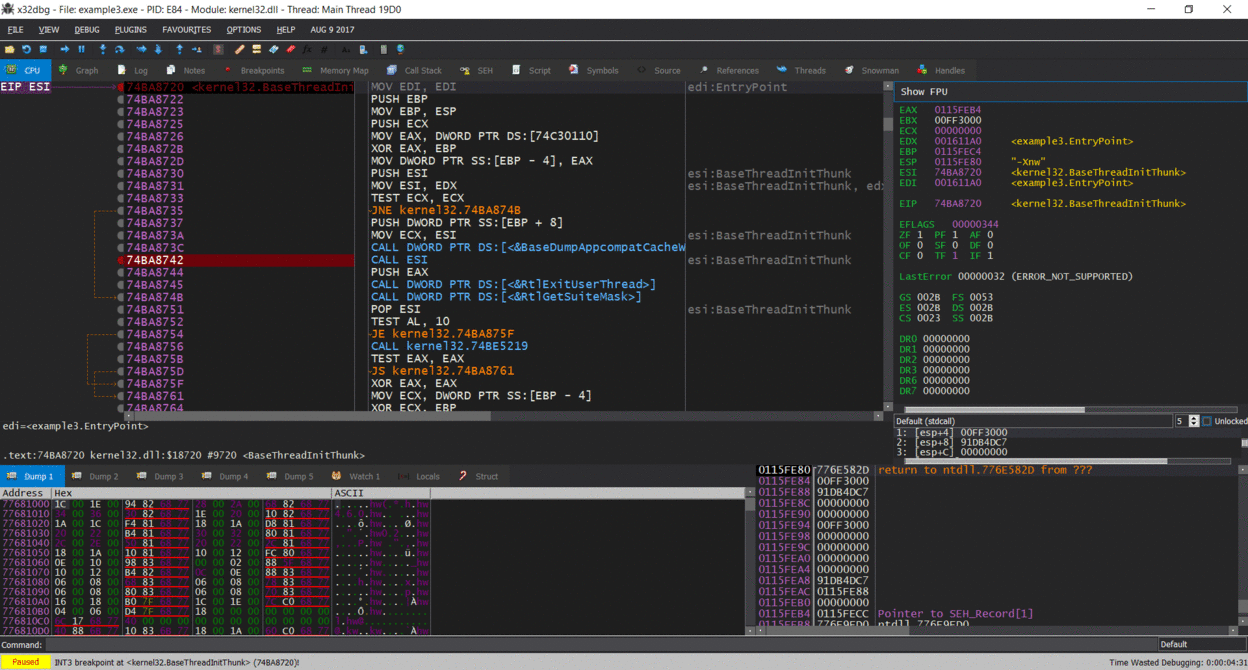 x32dbg - File: example3.exe - PID: E84 - Module: kernel32.dll - Thread: Main Thread 19D0
FILE VIEW DEBUG PLUGINS FAVOURITES OPTIONS HELP AUG 9 2017
CPU Graph Log Notes Breakpoints Memory Map Call Stack SEH Script Symbols Source References Threads Snowman Handles
EIP ESI
74BA8720 <kernel32.BaseThreadIni MOV EDI, EDI edi:EntryPoint
74BA8722 PUSH EBP
74BA8723 MOV EBP, ESP
74BA8725 PUSH ECX
74BA8726 MOV EAX, DWORD PTR DS:[74C30110]
74BA872B XOR EAX, EBP
74BA872D MOV DWORD PTR SS:[EBP - 4], EAX
74BA8730 PUSH ESI esi:BaseThreadInitThunk
74BA8731 MOV ESI, EDX esi:BaseThreadInitThunk, edx
74BA8733 TEST ECX, ECX
74BA8735 JNE kernel32.74BA874B
74BA8737 PUSH DWORD PTR SS:[EBP + 8]
74BA873A MOV ECX, ESI esi:BaseThreadInitThunk
74BA873C CALL DWORD PTR DS:[<&BaseDumpAppcompatCacheW
74BA8742 CALL ESI esi:BaseThreadInitThunk
74BA8744 PUSH EAX
74BA8745 CALL DWORD PTR DS:[<&RtlExitUserThread>]
74BA874B CALL DWORD PTR DS:[<&RtlGetSuiteMask>]
74BA8751 POP ESI esi:BaseThreadInitThunk
74BA8752 TEST AL, 10
74BA8754 JE kernel32.74BA875F
74BA8756 CALL kernel32.74BE5219
74BA875B TEST EAX, EAX
74BA875D JS kernel32.74BA8761
74BA875F XOR EAX, EAX
74BA8761 MOV ECX, DWORD PTR SS:[EBP - 4]
74BA8764 XOR ECX, EBP
Show FPU
EAX 0115FEB4
EBX 00FF3000
ECX 00000000
EDX 001611A0 <example3.EntryPoint>
EBP 0115FEC4
ESP 0115FE80 "-Xnw"
ESI 74BA8720 <kernel32.BaseThreadInitThunk>
EDI 001611A0 <example3.EntryPoint>
EIP 74BA8720 <kernel32.BaseThreadInitThunk>
EFLAGS 00000344
ZF 1 PF 1 AF 0
OF 0 SF 0 DF 0
CF 0 TF 1 IF 1
LastError 00000032 (ERROR_NOT_SUPPORTED)
GS 002B FS 0053
ES 002B DS 002B
CS 0023 SS 002B
DR0 00000000
DR1 00000000
DR2 00000000
DR3 00000000
DR6 00000000
DR7 00000000
Default (stdcall) 5 Unlocked
1: [esp+4] 00FF3000
2: [esp+8] 91DB4DC7
3: [esp+C] 00000000
edi=<example3.EntryPoint>
.text:74BA8720 kernel32.dll:$18720 #9720 <BaseThreadInitThunk>
Dump 1 Dump 2 Dump 3 Dump 4 Dump 5 Watch 1 Locals Struct
Address Hex ASCII
77681000
77681010
77681020
77681030
77681040
77681050
77681060
77681070
77681080
77681090
776810A0
776810B0
776810C0
776810D0
0115FE80 776E582D return to ntdll.776E582D from ???
0115FE84 00FF3000
0115FE88 91DB4DC7
0115FE8C 00000000
0115FE90 00000000
0115FE94 00FF3000
0115FE98 00000000
0115FE9C 00000000
0115FEA0 00000000
0115FEA4 00000000
0115FEA8 91DB4DC7
0115FEAC 0115FE88
0115FEB0 00000000
0115FEB4 0115FECC Pointer to SEH_Record[1]
0115FEB8 776E9ED0 ntdll.776E9ED0
Command: Default
Paused INT3 breakpoint at <kernel32.BaseThreadInitThunk> (74BA8720)! Time Wasted Debugging: 0:00:04:31